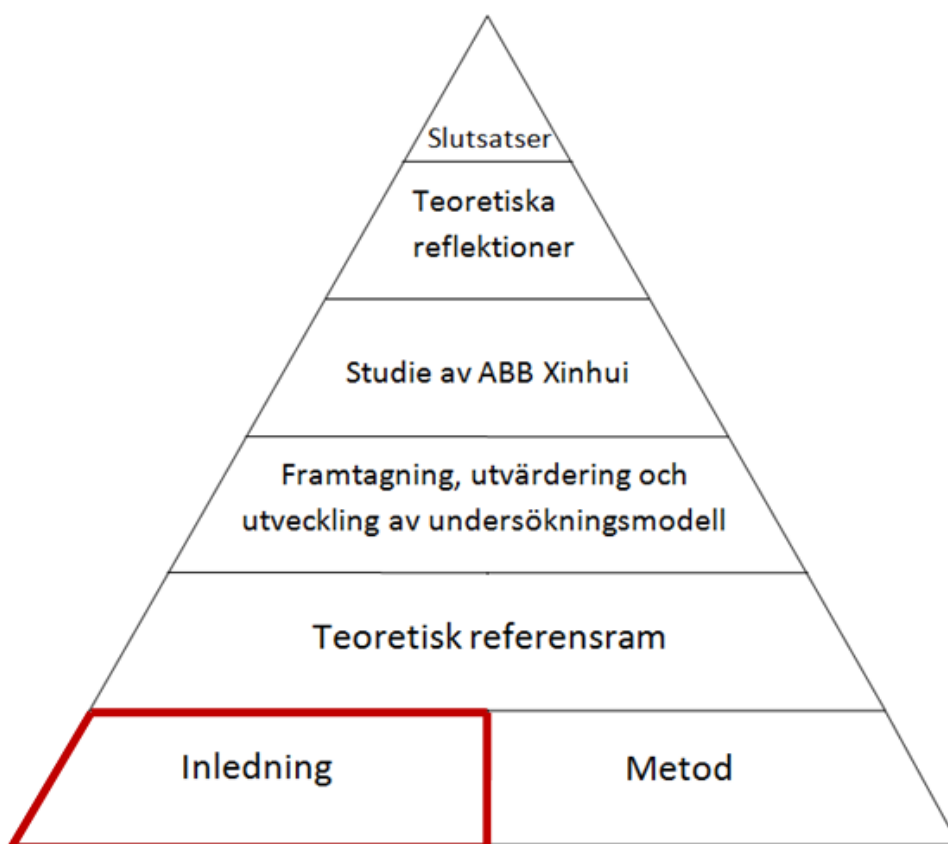 Slutsatser
Teoretiska
reflektioner
Studie av ABB Xinhui
Framtagning, utvärdering och
utveckling av undersökningsmodell
Teoretisk referensram
Inledning
Metod